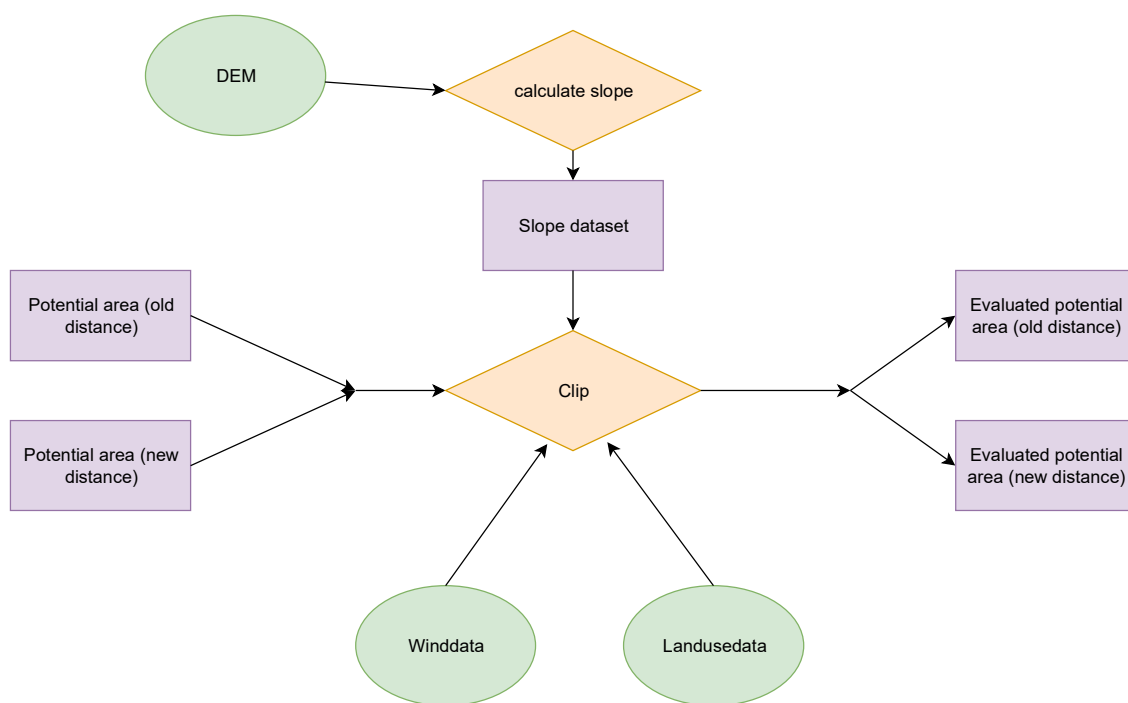 DEM
calculate slope
Slope dataset
Potential area (old
distance)
Evaluated potential
area (old distance)
Clip
Potential area (new
distance)
Evaluated potential
area (new distance)
Winddata
Landusedata